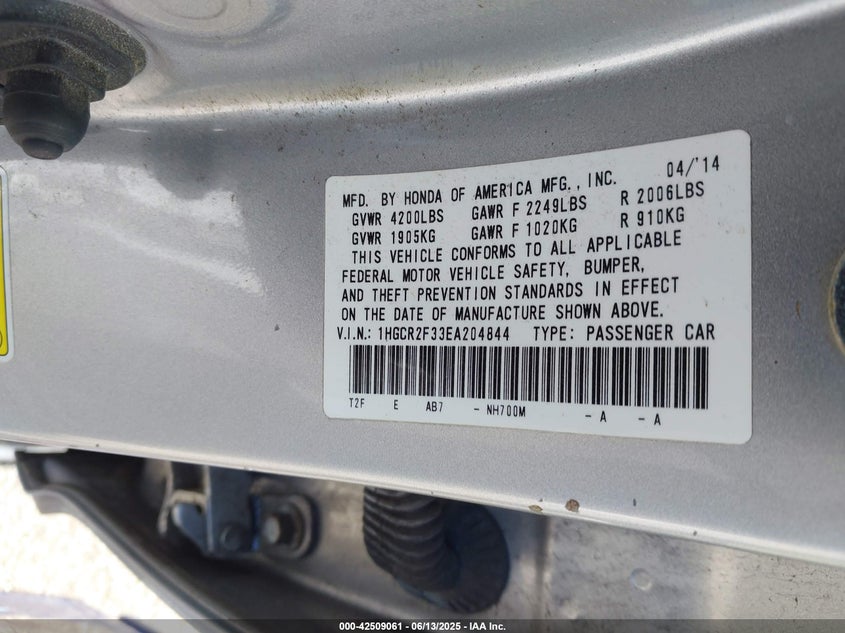 MFD. BY HONDA OF AMERICA MFG., INC. 04/'14
GVWR 4200LBS GAWR F 2249LBS R 2006LBS
GVWR 1905KG GAWR F 1020KG R 910KG
THIS VEHICLE CONFORMS TO ALL APPLICABLE
FEDERAL MOTOR VEHICLE SAFETY, BUMPER,
AND THEFT PREVENTION STANDARDS IN EFFECT
ON THE DATE OF MANUFACTURE SHOWN ABOVE.
V.I.N.: 1HGCR2F33EA204844 TYPE: PASSENGER CAR
T2F E AB7 - NH700M - A - A
000-42509061 - 06/13/2025 - IAA Inc.